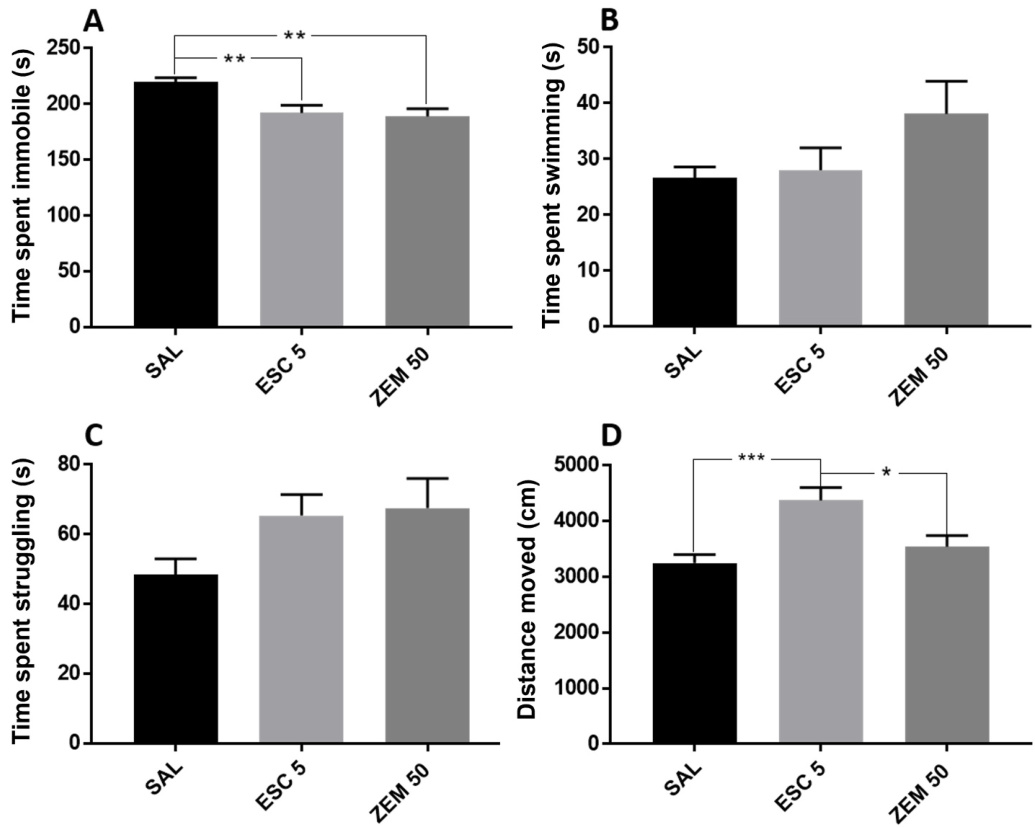 A
Time spent immobile (s)
250
200
150
100
50
0
**
**
SAL
ESC 5
ZEM 50
B
Time spent swimming (s)
50
40
30
20
10
0
SAL
ESC 5
ZEM 50
C
Time spent struggling (s)
80
60
40
20
0
SAL
ESC 5
ZEM 50
D
Distance moved (cm)
5000
4000
3000
2000
1000
0
***
*
SAL
ESC 5
ZEM 50